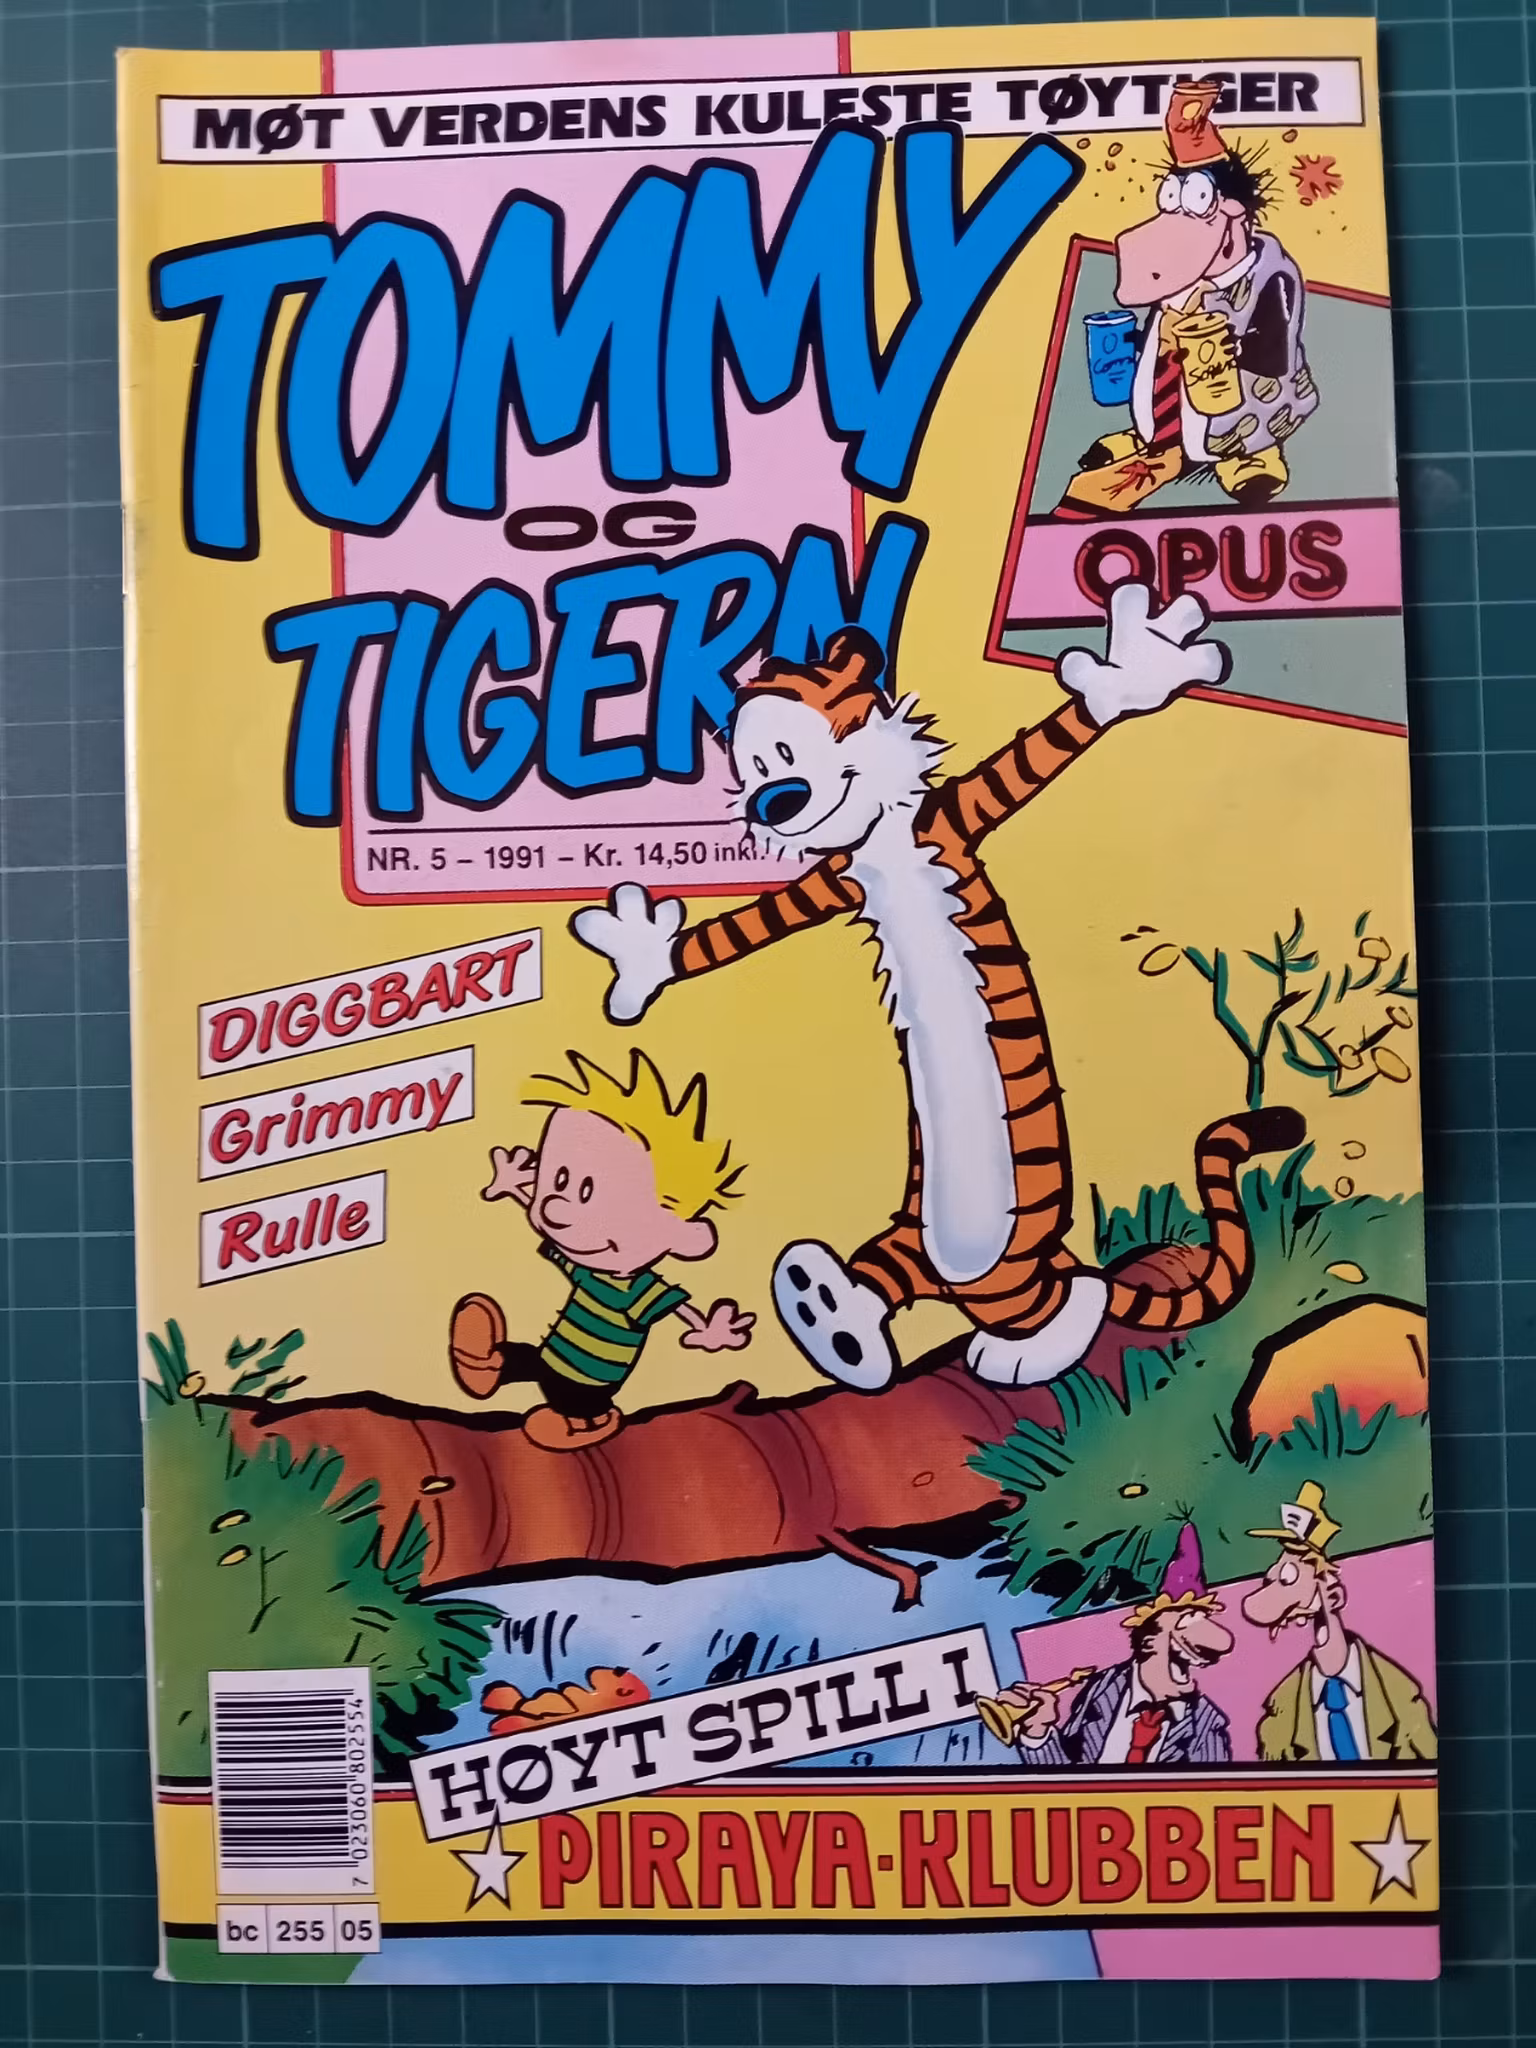 MØT VERDENS KULESTE TØYTIGER
TOMMY
OG
TIGERN
NR. 5 – 1991 – Kr. 14,50 inkl.
OPUS
DIGGBART
Grimmy
Rulle
HØYT SPILL I
PIRAYA-KLUBBEN
7 023060 802554
bc 255 05